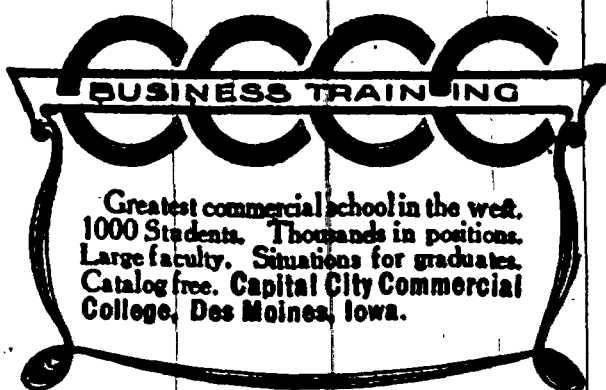 CCCC
BUSINESS TRAINING
Greatest commercial school in the west.
1000 Students. Thousands in positions.
Large faculty. Situations for graduates.
Catalog free. Capital City Commercial
College, Des Moines, Iowa.